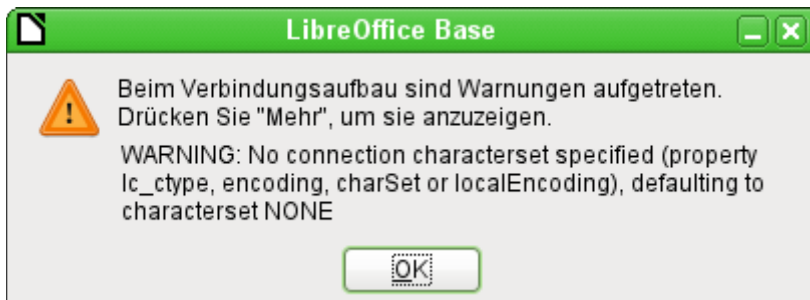 LibreOffice Base
Beim Verbindungsaufbau sind Warnungen aufgetreten.
Drücken Sie "Mehr", um sie anzuzeigen.
WARNING: No connection characterset specified (property
lc_ctype, encoding, charSet or localEncoding), defaulting to
characterset NONE
OK